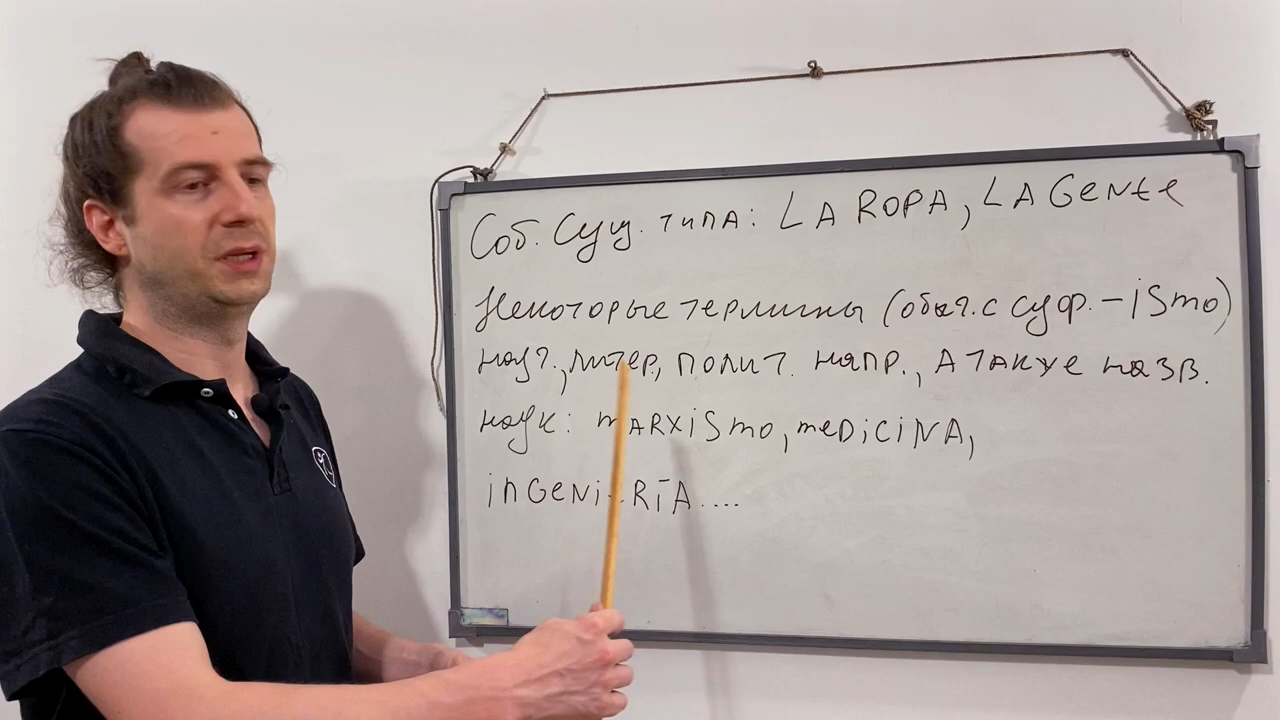 Соб. Сущ. типа: LA ROPA, LA GENTE
Некоторые термины (обыч. с суф. -ismo)
науч., литер., полит. напр., а также назв.
наук: mARXismo, meDiCiNA,
inGeNieRíA....